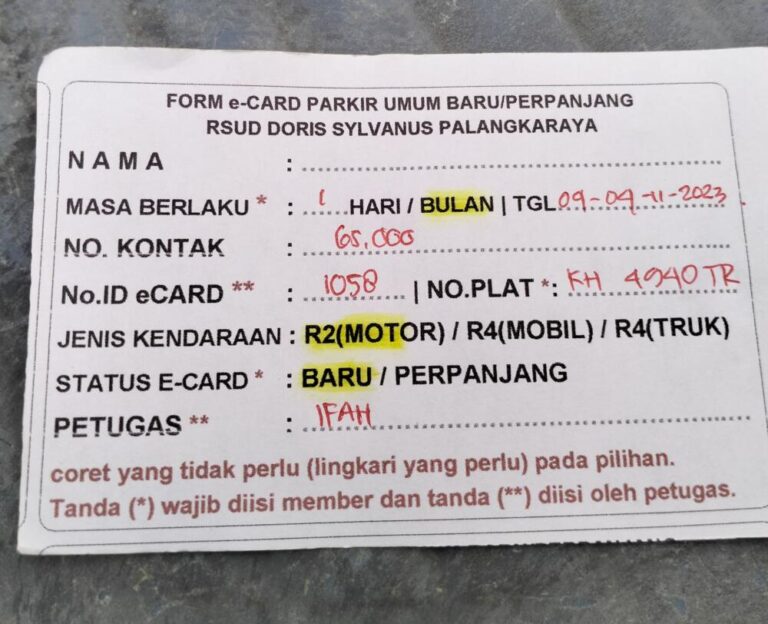 FORM e-CARD PARKIR UMUM BARU/PERPANJANG
RSUD DORIS SYLVANUS PALANGKARAYA
NAMA :
MASA BERLAKU * : 1 HARI / BULAN | TGL 09-09-11-2023
NO. KONTAK : 65.000
No.ID eCARD ** : 1058 | NO.PLAT *: KH 4940 TR
JENIS KENDARAAN : R2(MOTOR) / R4(MOBIL) / R4(TRUK)
STATUS E-CARD * : BARU / PERPANJANG
PETUGAS ** : IFAH
coret yang tidak perlu (lingkari yang perlu) pada pilihan.
Tanda (*) wajib diisi member dan tanda (**) diisi oleh petugas.